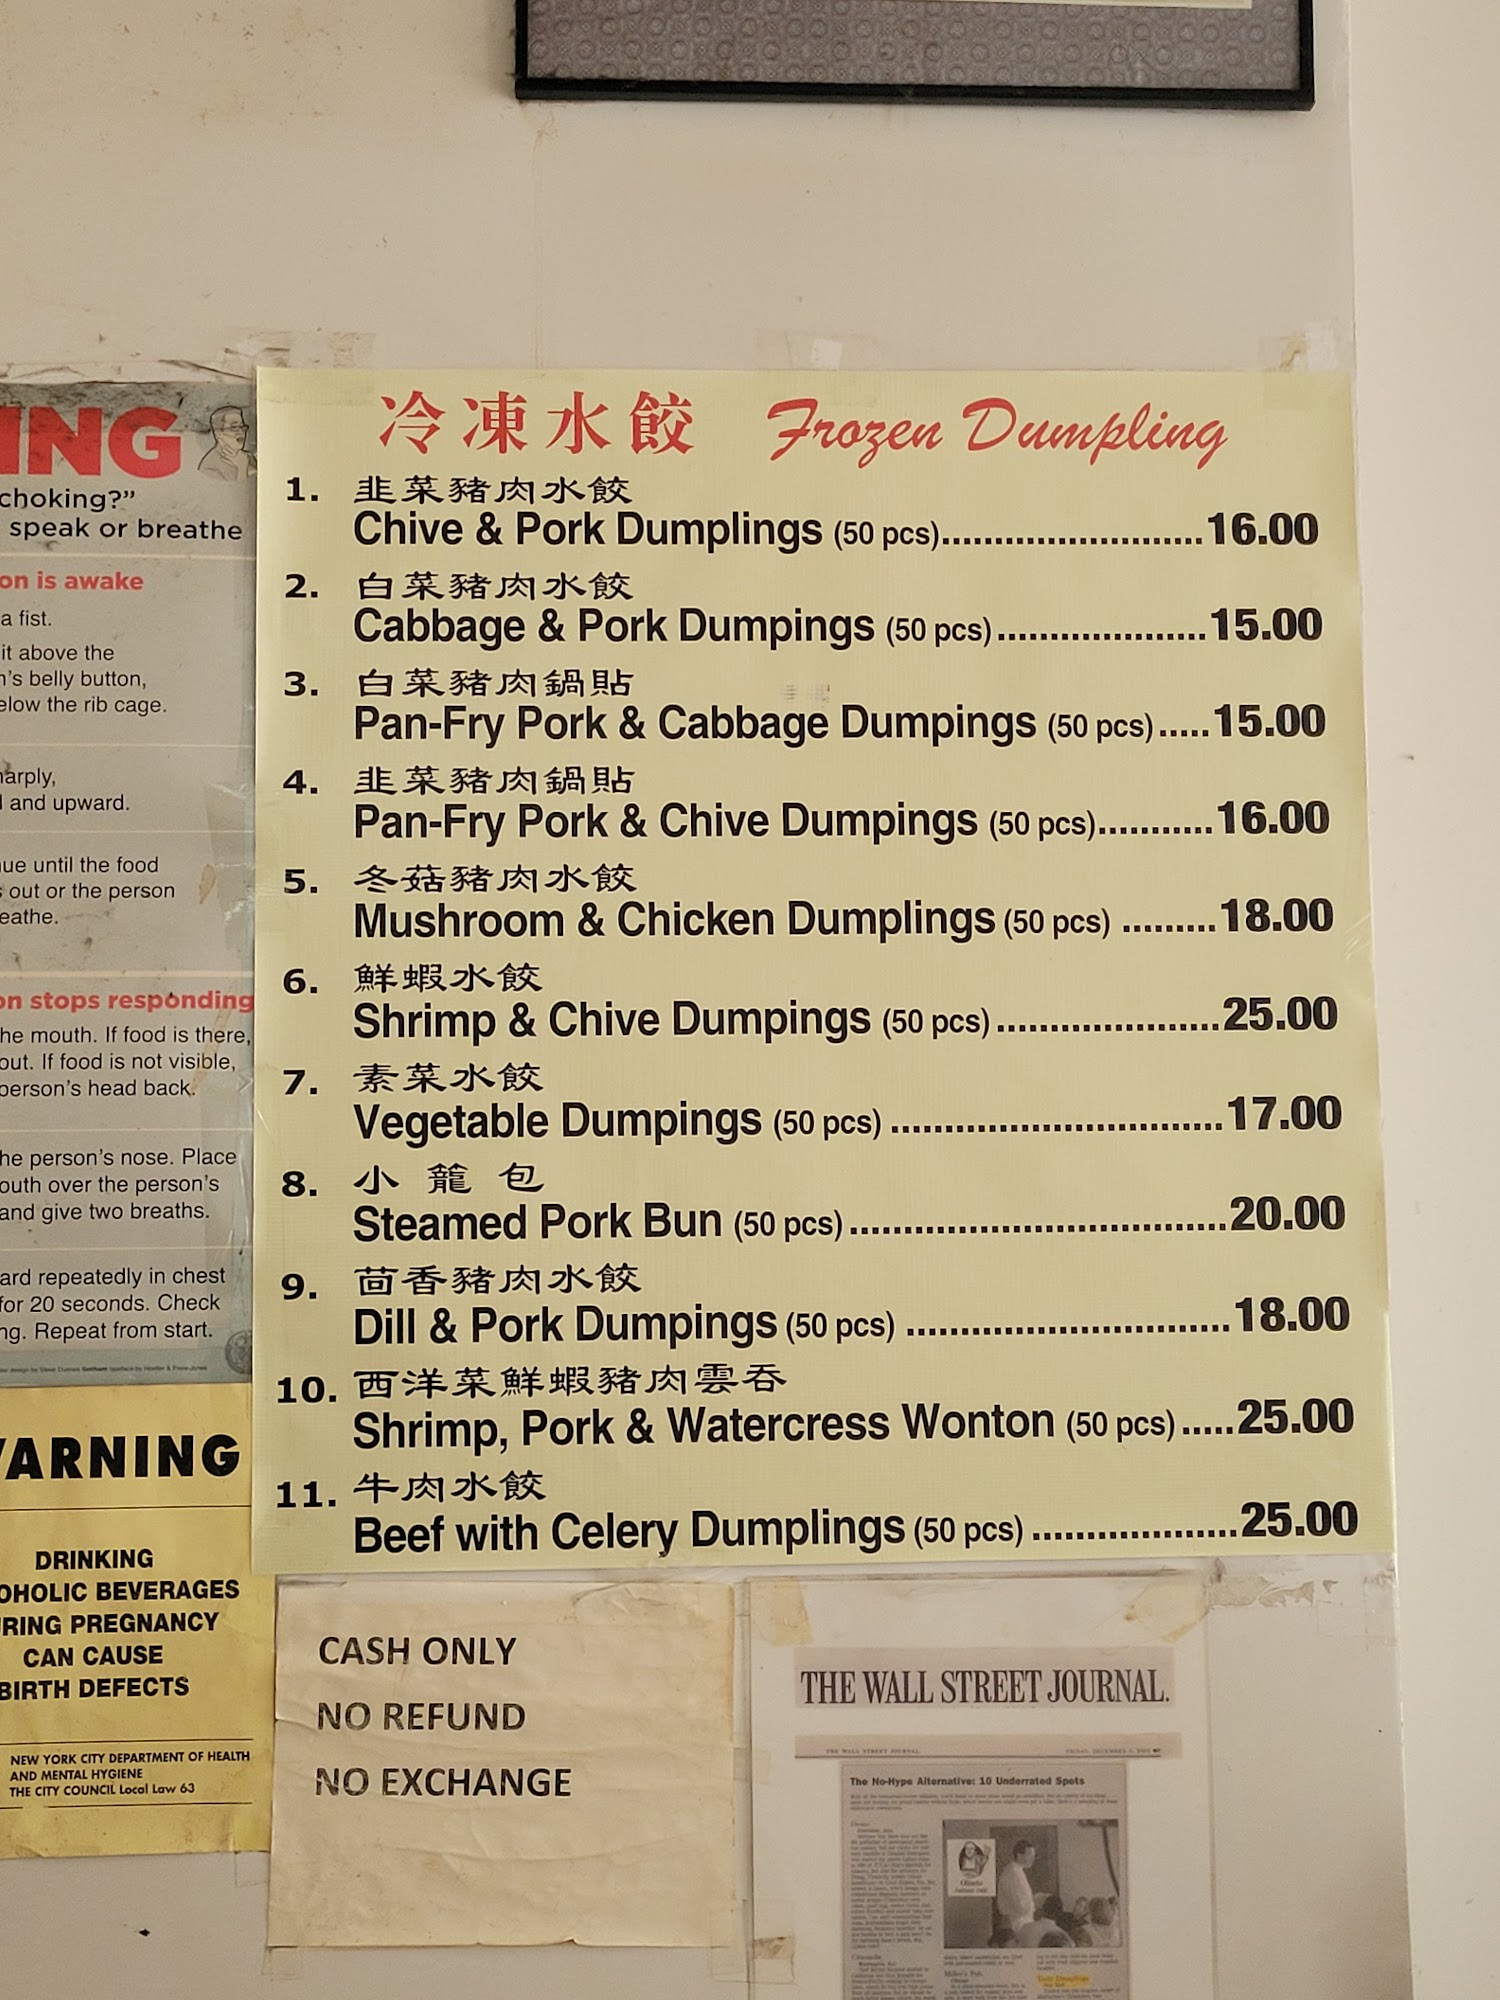 ING
choking?”
speak or breathe
on is awake
a fist.
it above the
belly button,
the rib cage.
and upward.
until the food
out or the person
on stops responding
he mouth. If food is there,
out. If food is not visible,
person’s head back.
he person’s nose. Place
outh over the person’s
and give two breaths.
ard repeatedly in chest
for 20 seconds. Check
Repeat from start.
冷凍水餃 Frozen Dumpling
1. 韭菜豬肉水餃
Chive & Pork Dumplings (50 pcs).........................16.00
2. 白菜豬肉水餃
Cabbage & Pork Dumpings (50 pcs)....................15.00
3. 白菜豬肉鍋貼
Pan-Fry Pork & Cabbage Dumpings (50 pcs).....15.00
4. 韭菜豬肉鍋貼
Pan-Fry Pork & Chive Dumpings (50 pcs)...........16.00
5. 冬菇豬肉水餃
Mushroom & Chicken Dumplings (50 pcs) .........18.00
6. 鮮蝦水餃
Shrimp & Chive Dumpings (50 pcs)......................25.00
7. 素菜水餃
Vegetable Dumpings (50 pcs) ................................17.00
8. 小籠包
Steamed Pork Bun (50 pcs)....................................20.00
9. 茴香豬肉水餃
Dill & Pork Dumpings (50 pcs) ...............................18.00
10. 西洋菜鮮蝦豬肉雲吞
Shrimp, Pork & Watercress Wonton (50 pcs).....25.00
11. 牛肉水餃
Beef with Celery Dumplings (50 pcs) ....................25.00
ARNING
DRINKING
OHOLIC BEVERAGES
RING PREGNANCY
CAN CAUSE
BIRTH DEFECTS
NEW YORK CITY DEPARTMENT OF HEALTH
AND MENTAL HYGIENE
THE CITY COUNCIL Local Law 63
CASH ONLY
NO REFUND
NO EXCHANGE
THE WALL STREET JOURNAL.
THE WALL STREET JOURNAL.
The No-Hype Alternative: 10 Underrated Spots